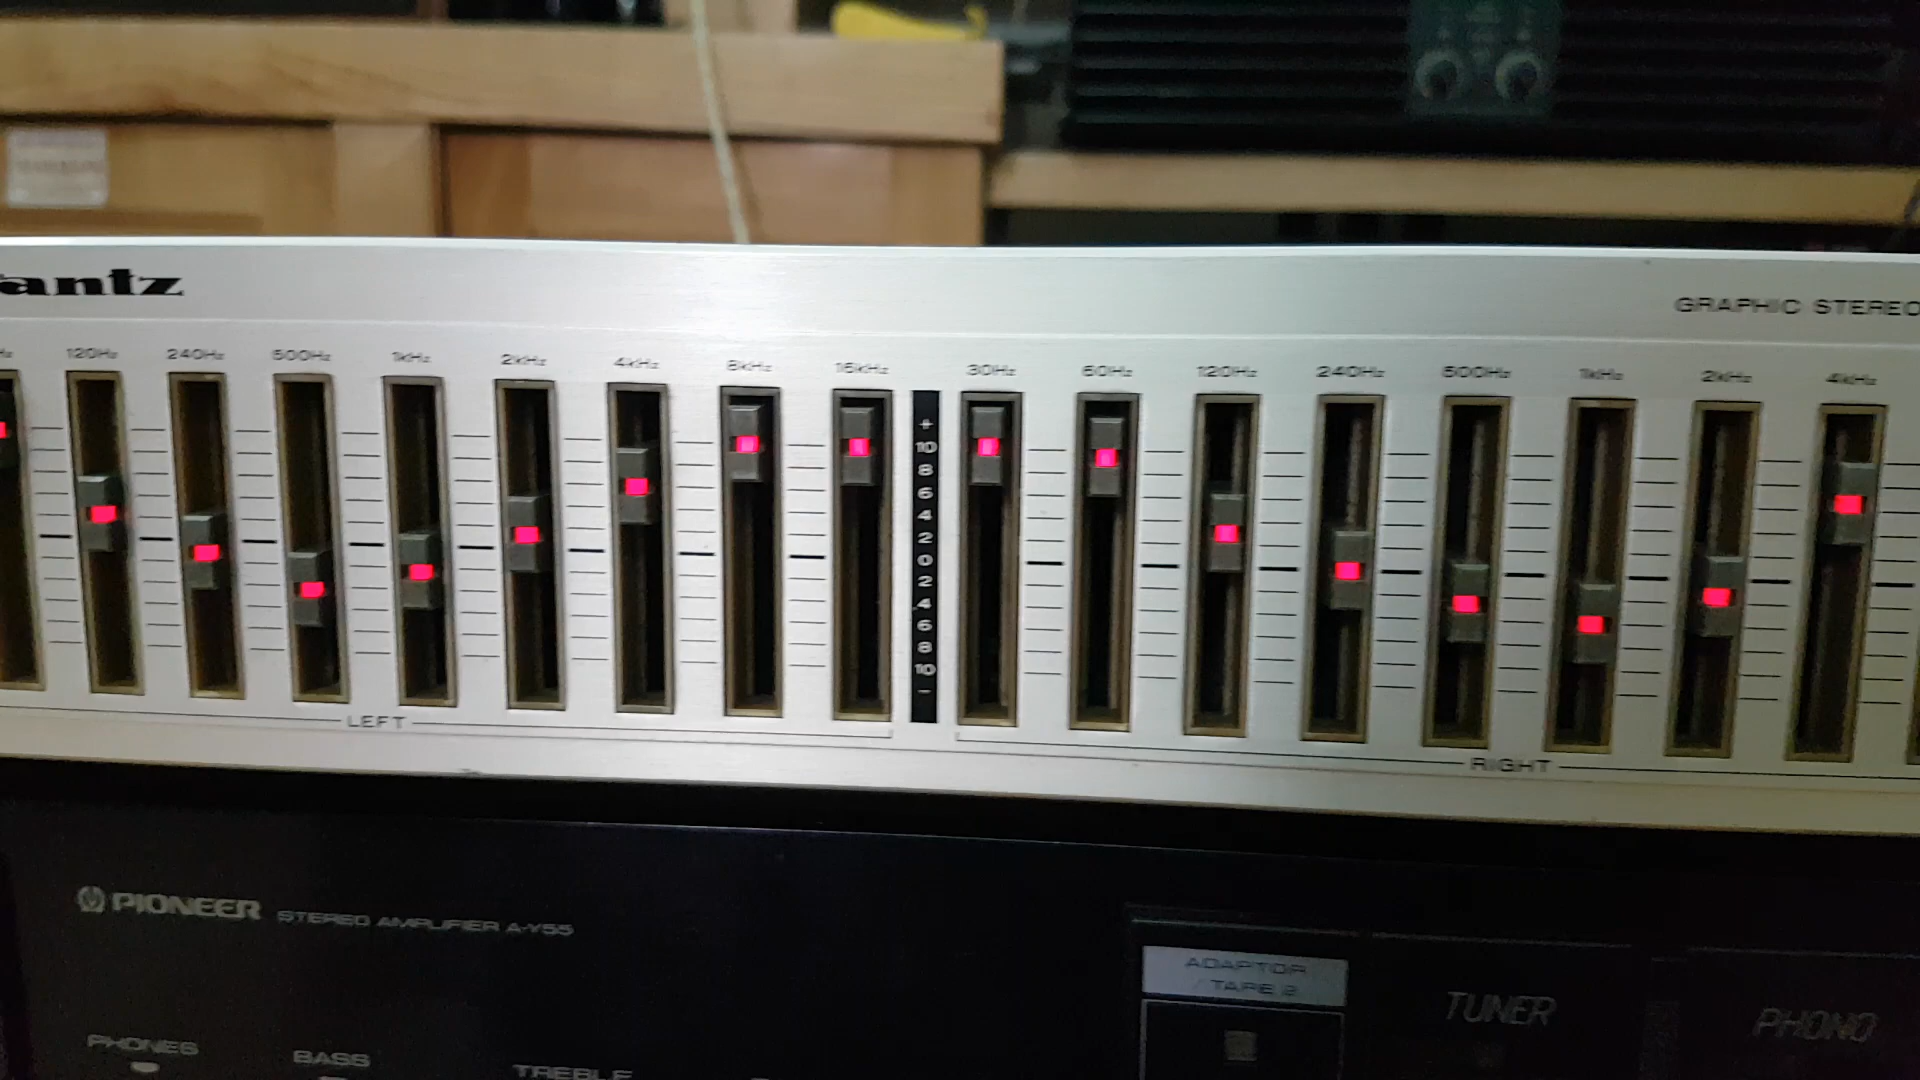 antz
GRAPHIC STEREO
Hz 120Hz 240Hz 500Hz 1kHz 2kHz 4kHz 8kHz 16kHz 30Hz 60Hz 120Hz 240Hz 500Hz 1kHz 2kHz 4kHz
+
10
8
6
4
2
0
2
4
6
8
10
−
LEFT
RIGHT
PIONEER STEREO AMPLIFIER A-Y55
ADAPTOR
/ TAPE 2
TUNER
PHONO
PHONES
BASS
TREBLE